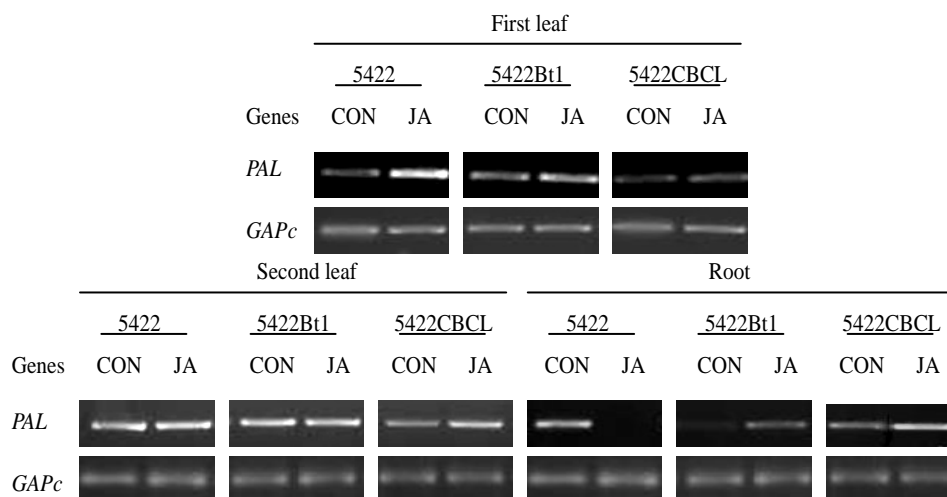 First leaf
5422 5422Bt1 5422CBCL
Genes CON JA CON JA CON JA
PAL
GAPc
Second leaf Root
5422 5422Bt1 5422CBCL 5422 5422Bt1 5422CBCL
Genes CON JA CON JA CON JA CON JA CON JA CON JA
PAL
GAPc